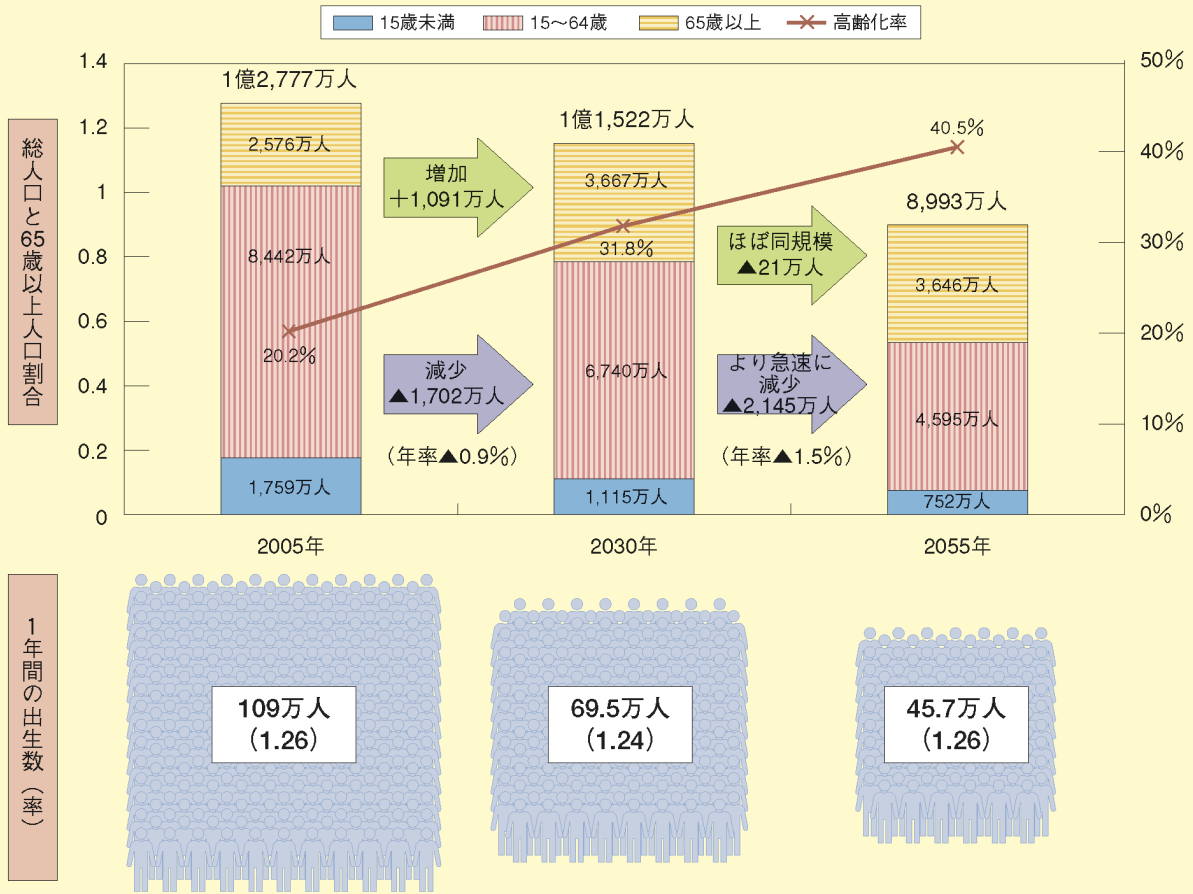 15歳未満 15〜64歳 65歳以上 高齢化率
総人口と65歳以上人口割合
1.4
1.2
1
0.8
0.6
0.4
0.2
0
50%
40%
30%
20%
10%
0%
1億2,777万人
2,576万人
8,442万人
20.2%
1,759万人
2005年
増加
＋1,091万人
減少
▲1,702万人
（年率▲0.9%）
1億1,522万人
3,667万人
31.8%
6,740万人
1,115万人
2030年
ほぼ同規模
▲21万人
より急速に
減少
▲2,145万人
（年率▲1.5%）
40.5%
8,993万人
3,646万人
4,595万人
752万人
2055年
1年間の出生数（率）
109万人
（1.26）
69.5万人
（1.24）
45.7万人
（1.26）